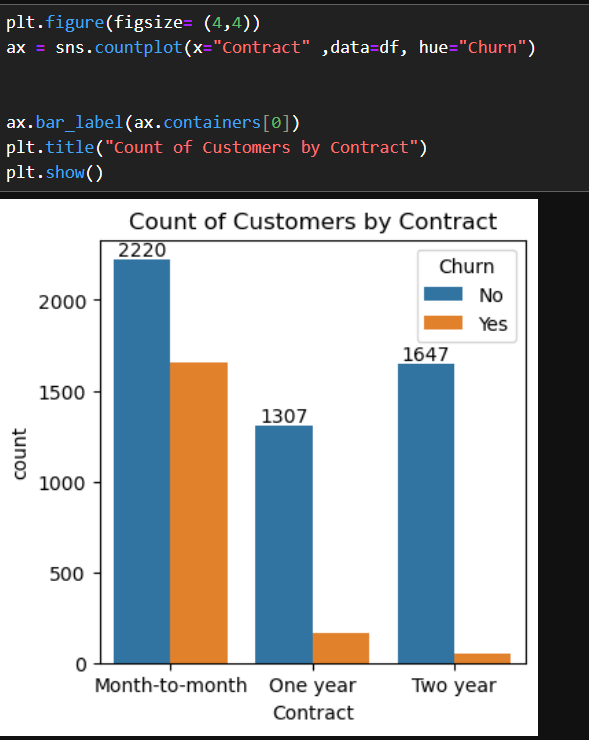 plt.figure(figsize= (4,4))
ax = sns.countplot(x="Contract" ,data=df, hue="Churn")
ax.bar_label(ax.containers[0])
plt.title("Count of Customers by Contract")
plt.show()
Count of Customers by Contract
2220
Churn
No
Yes
2000
1647
1500
1307
count
1000
500
0
Month-to-month One year Two year
Contract